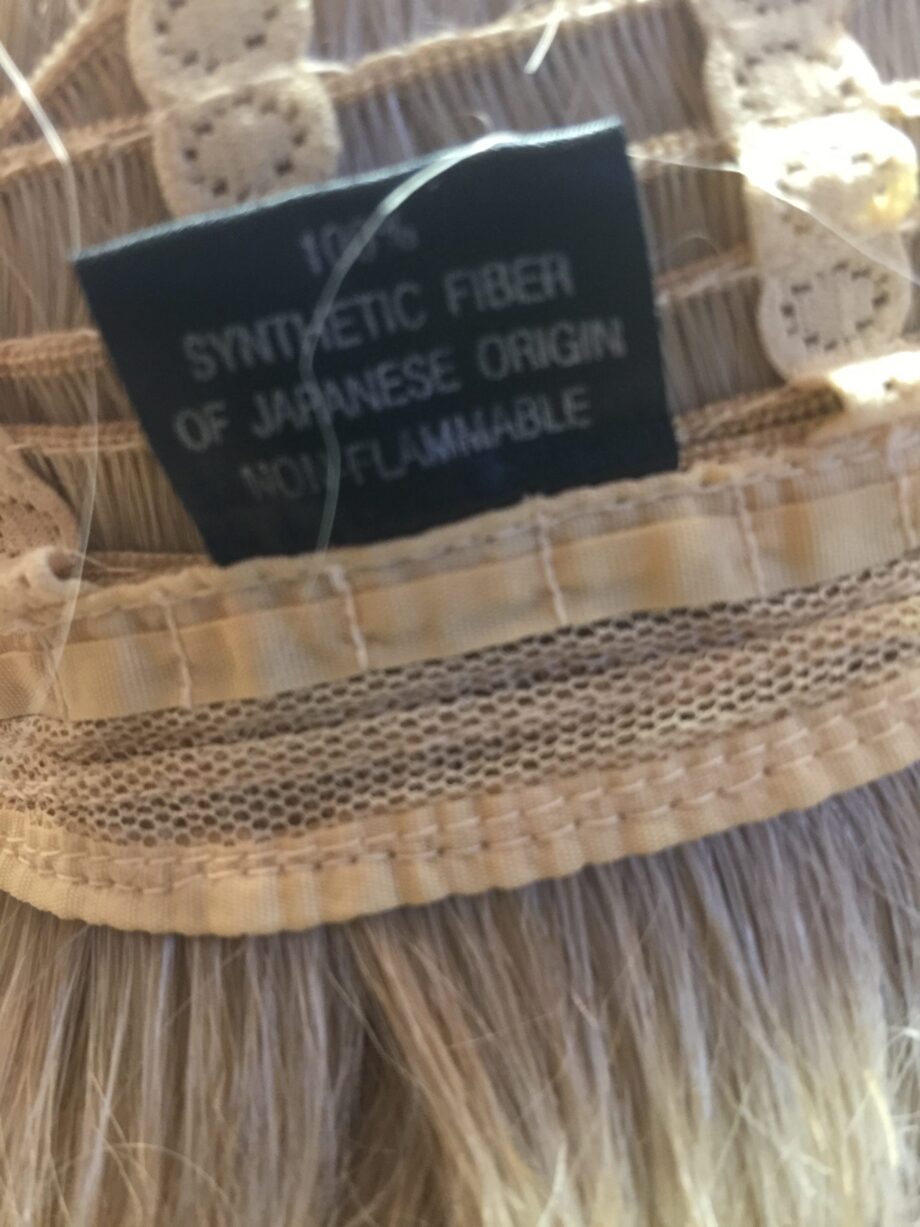 100%
SYNTHETIC FIBER
OF JAPANESE ORIGIN
NON-FLAMMABLE